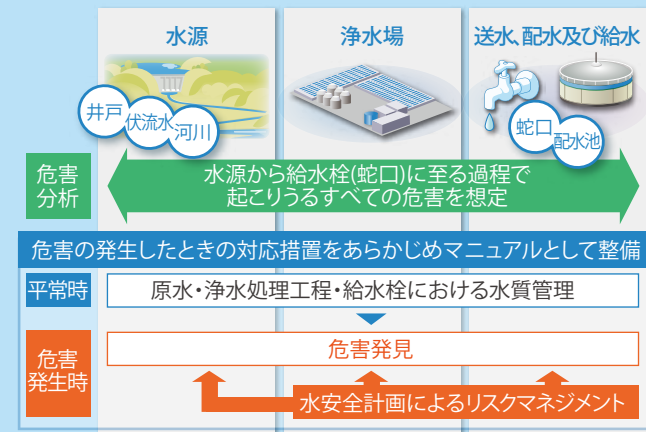 水源
浄水場
送水、配水及び給水
井戸
伏流水
河川
蛇口
配水池
危害
分析
水源から給水栓(蛇口)に至る過程で
起こりうるすべての危害を想定
危害の発生したときの対応措置をあらかじめマニュアルとして整備
平常時
原水・浄水処理工程・給水栓における水質管理
危害
発生時
危害発見
水安全計画によるリスクマネジメント